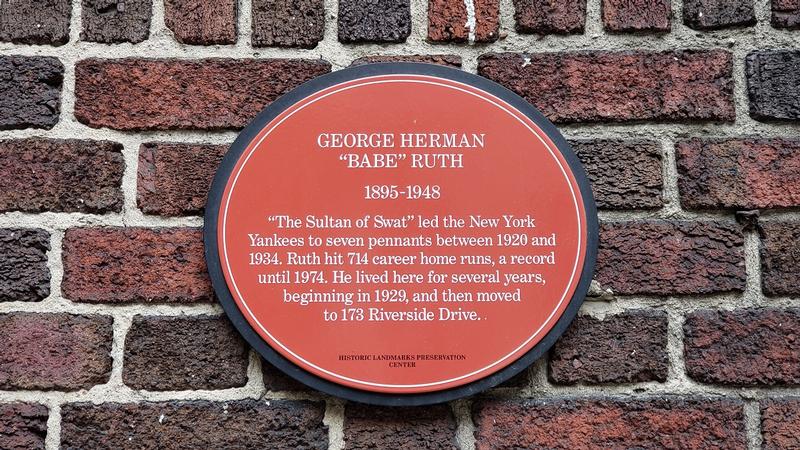 GEORGE HERMAN
“BABE” RUTH
1895-1948
“The Sultan of Swat” led the New York
Yankees to seven pennants between 1920 and
1934. Ruth hit 714 career home runs, a record
until 1974. He lived here for several years,
beginning in 1929, and then moved
to 173 Riverside Drive.
HISTORIC LANDMARKS PRESERVATION
CENTER